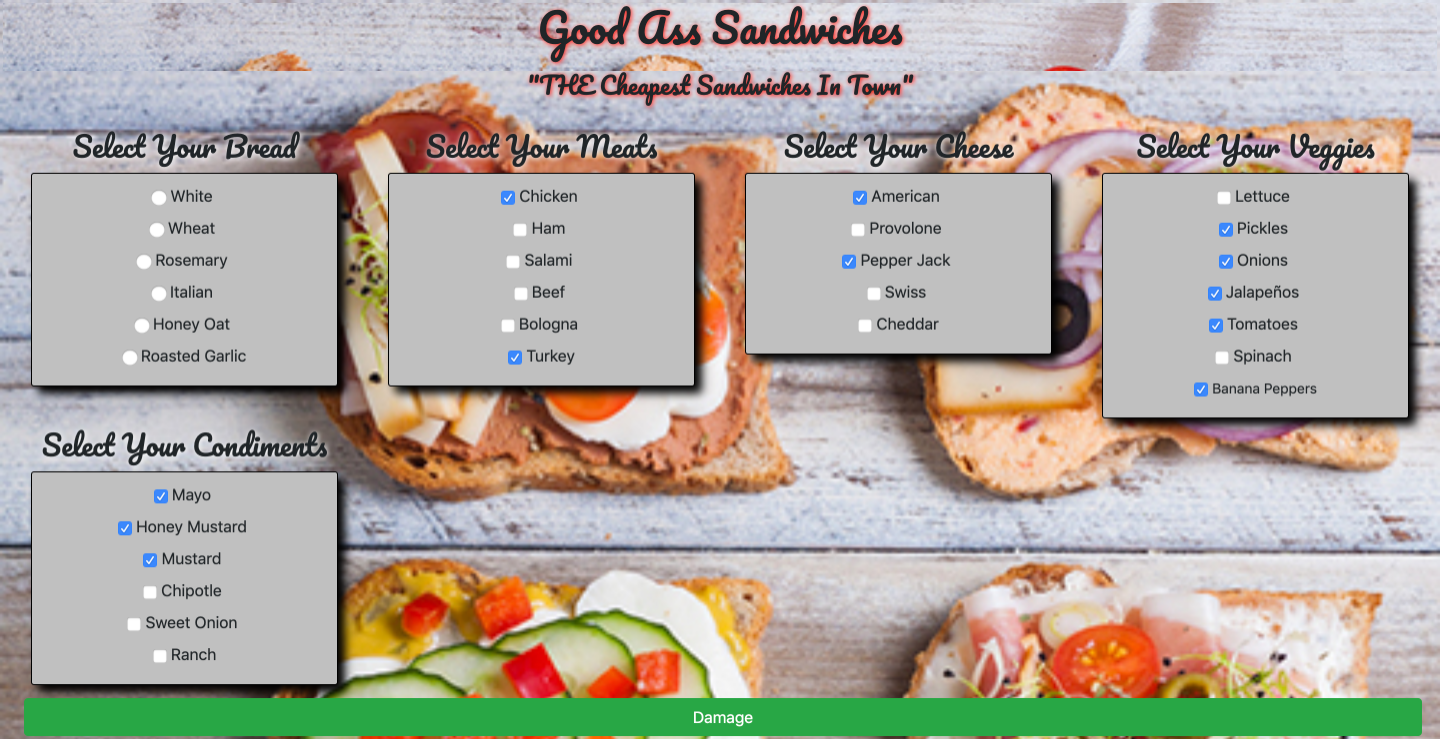 Good Ass Sandwiches
"THE Cheapest Sandwiches In Town"
Select Your Bread
White
Wheat
Rosemary
Italian
Honey Oat
Roasted Garlic
Select Your Meats
Chicken
Ham
Salami
Beef
Bologna
Turkey
Select Your Cheese
American
Provolone
Pepper Jack
Swiss
Cheddar
Select Your Veggies
Lettuce
Pickles
Onions
Jalapeños
Tomatoes
Spinach
Banana Peppers
Select Your Condiments
Mayo
Honey Mustard
Mustard
Chipotle
Sweet Onion
Ranch
Damage